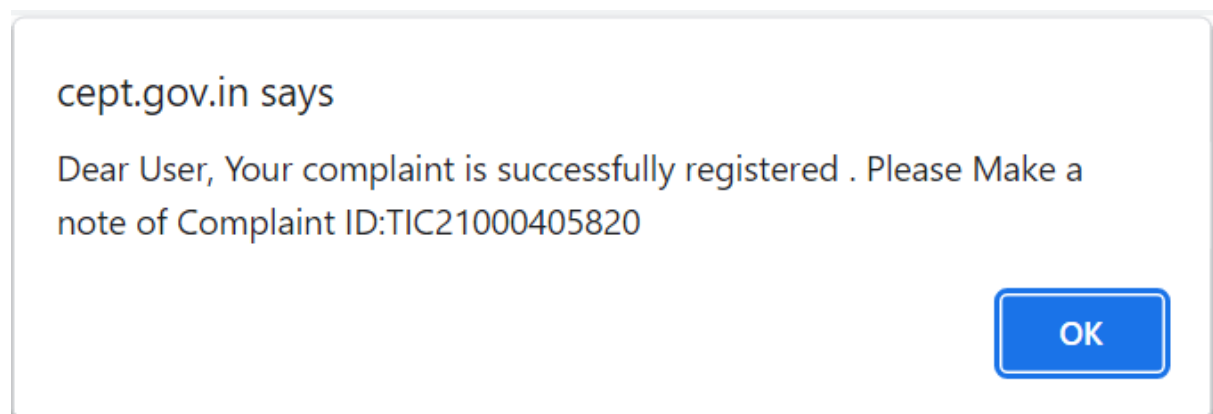 cept.gov.in says
Dear User, Your complaint is successfully registered . Please Make a
note of Complaint ID:TIC21000405820
OK